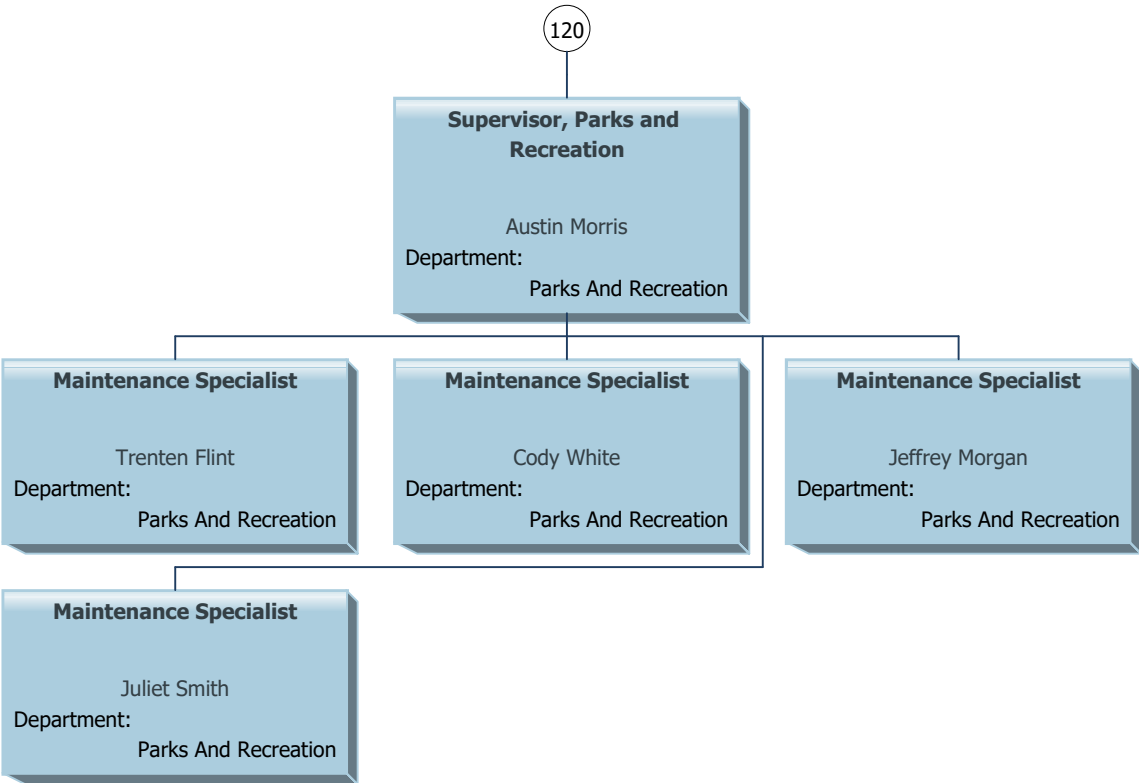 120
Supervisor, Parks and
Recreation
Austin Morris
Department:
Parks And Recreation
Maintenance Specialist
Trenten Flint
Department:
Parks And Recreation
Maintenance Specialist
Cody White
Department:
Parks And Recreation
Maintenance Specialist
Jeffrey Morgan
Department:
Parks And Recreation
Maintenance Specialist
Juliet Smith
Department:
Parks And Recreation